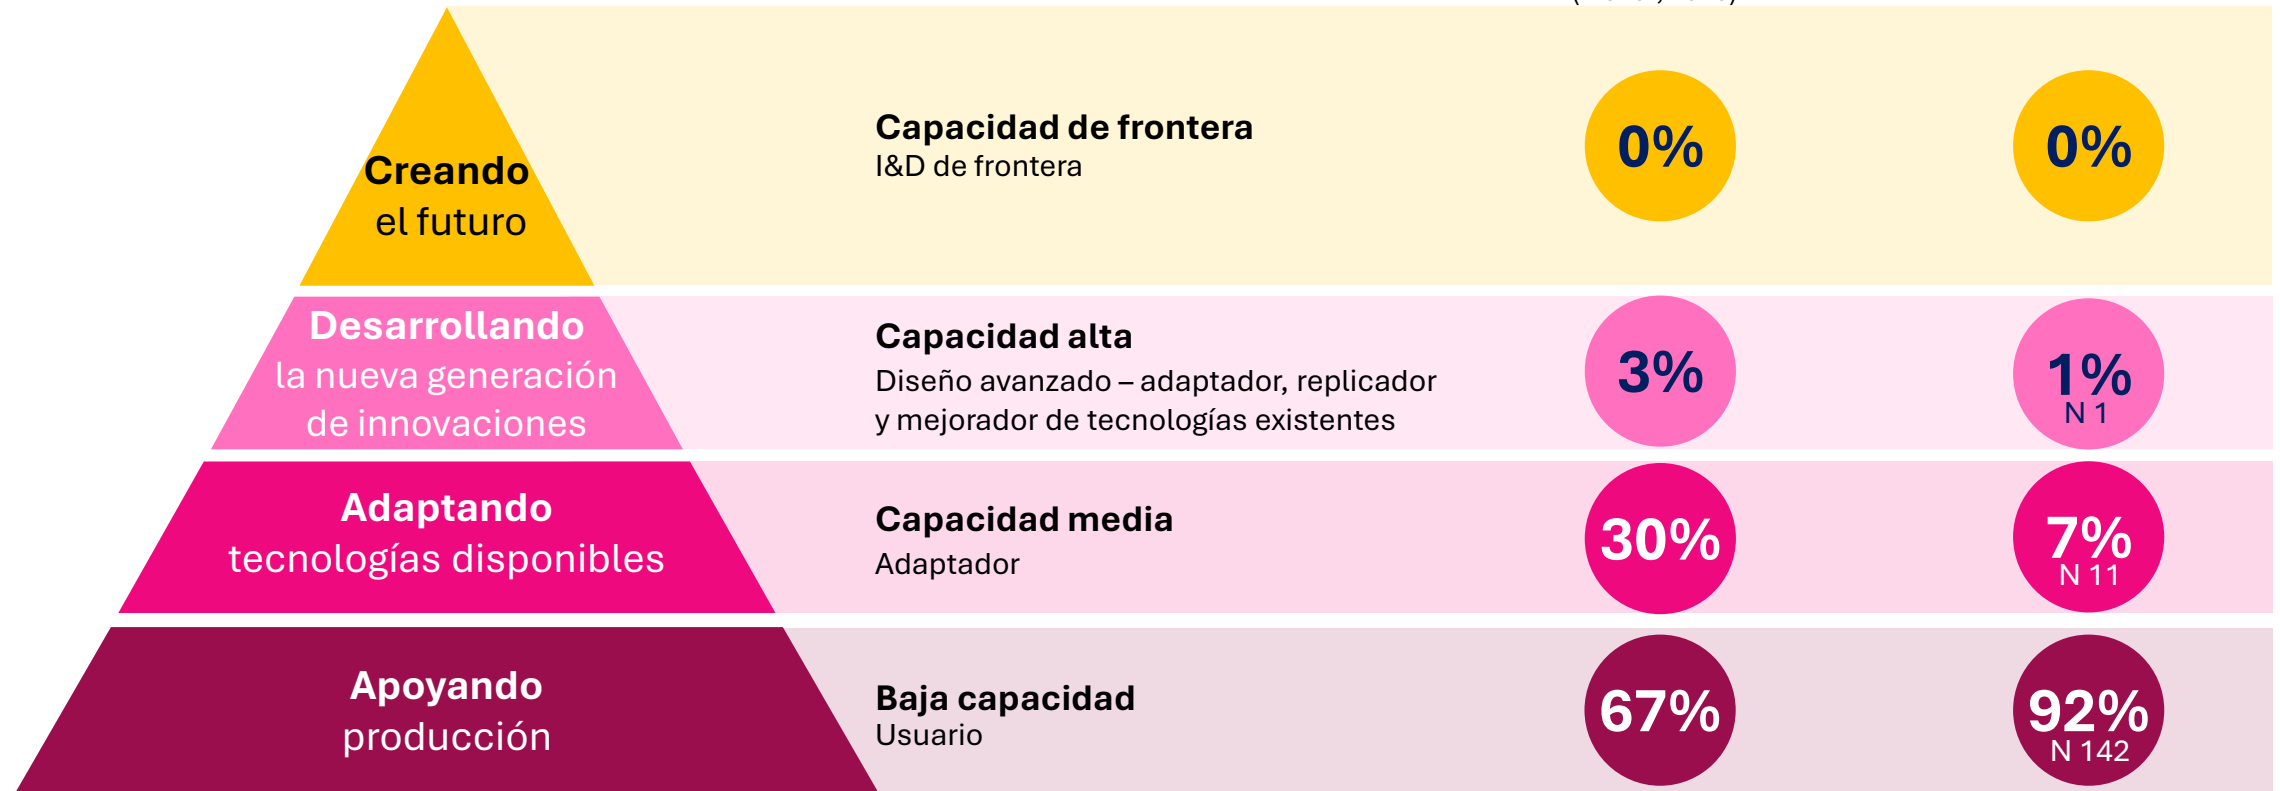 Creando
el futuro
Capacidad de frontera
I&D de frontera
0%
0%
Desarrollando
la nueva generación
de innovaciones
Capacidad alta
Diseño avanzado – adaptador, replicador
y mejorador de tecnologías existentes
3%
1%
N 1
Adaptando
tecnologías disponibles
Capacidad media
Adaptador
30%
7%
N 11
Apoyando
producción
Baja capacidad
Usuario
67%
92%
N 142